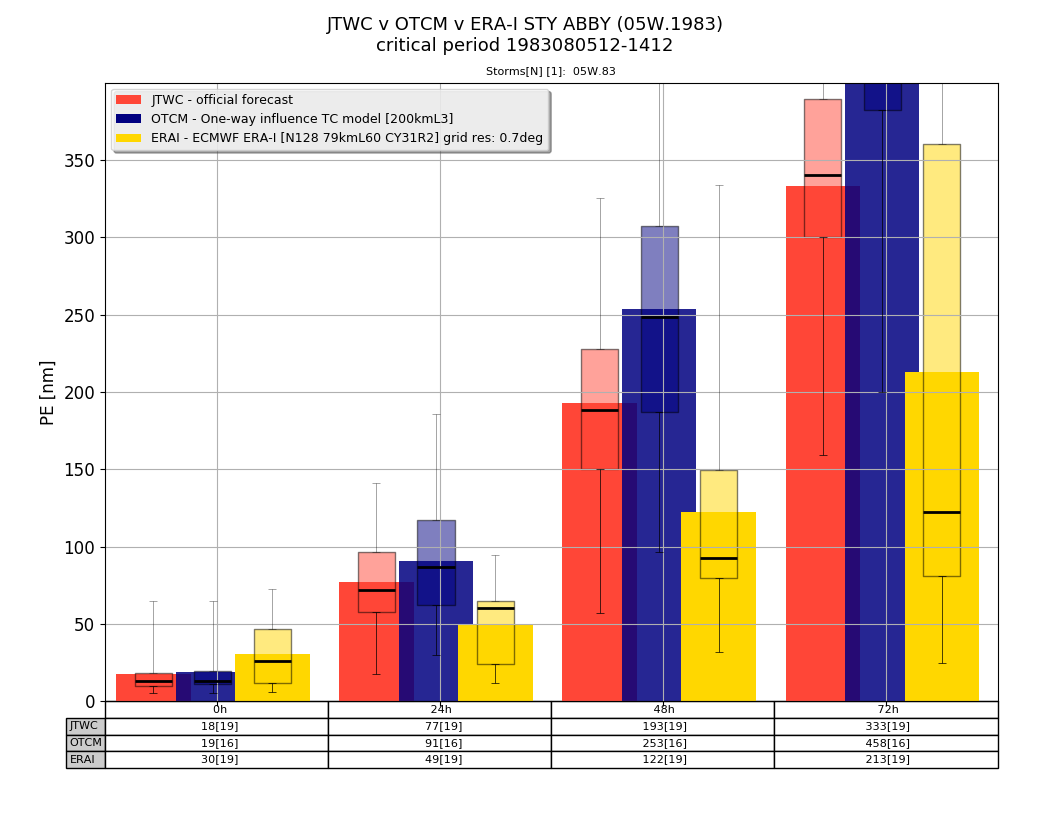 JTWC v OTCM v ERA-I STY ABBY (05W.1983)
critical period 1983080512-1412
Storms[N] [1]:  05W.83
JTWC - official forecast
OTCM - One-way influence TC model [200kmL3]
ERAI - ECMWF ERA-I [N128 79kmL60 CY31R2] grid res: 0.7deg
PE [nm]
350
300
250
200
150
100
50
0
0h 24h 48h 72h
JTWC 18[19] 77[19] 193[19] 333[19]
OTCM 19[16] 91[16] 253[16] 458[16]
ERAI 30[19] 49[19] 122[19] 213[19]